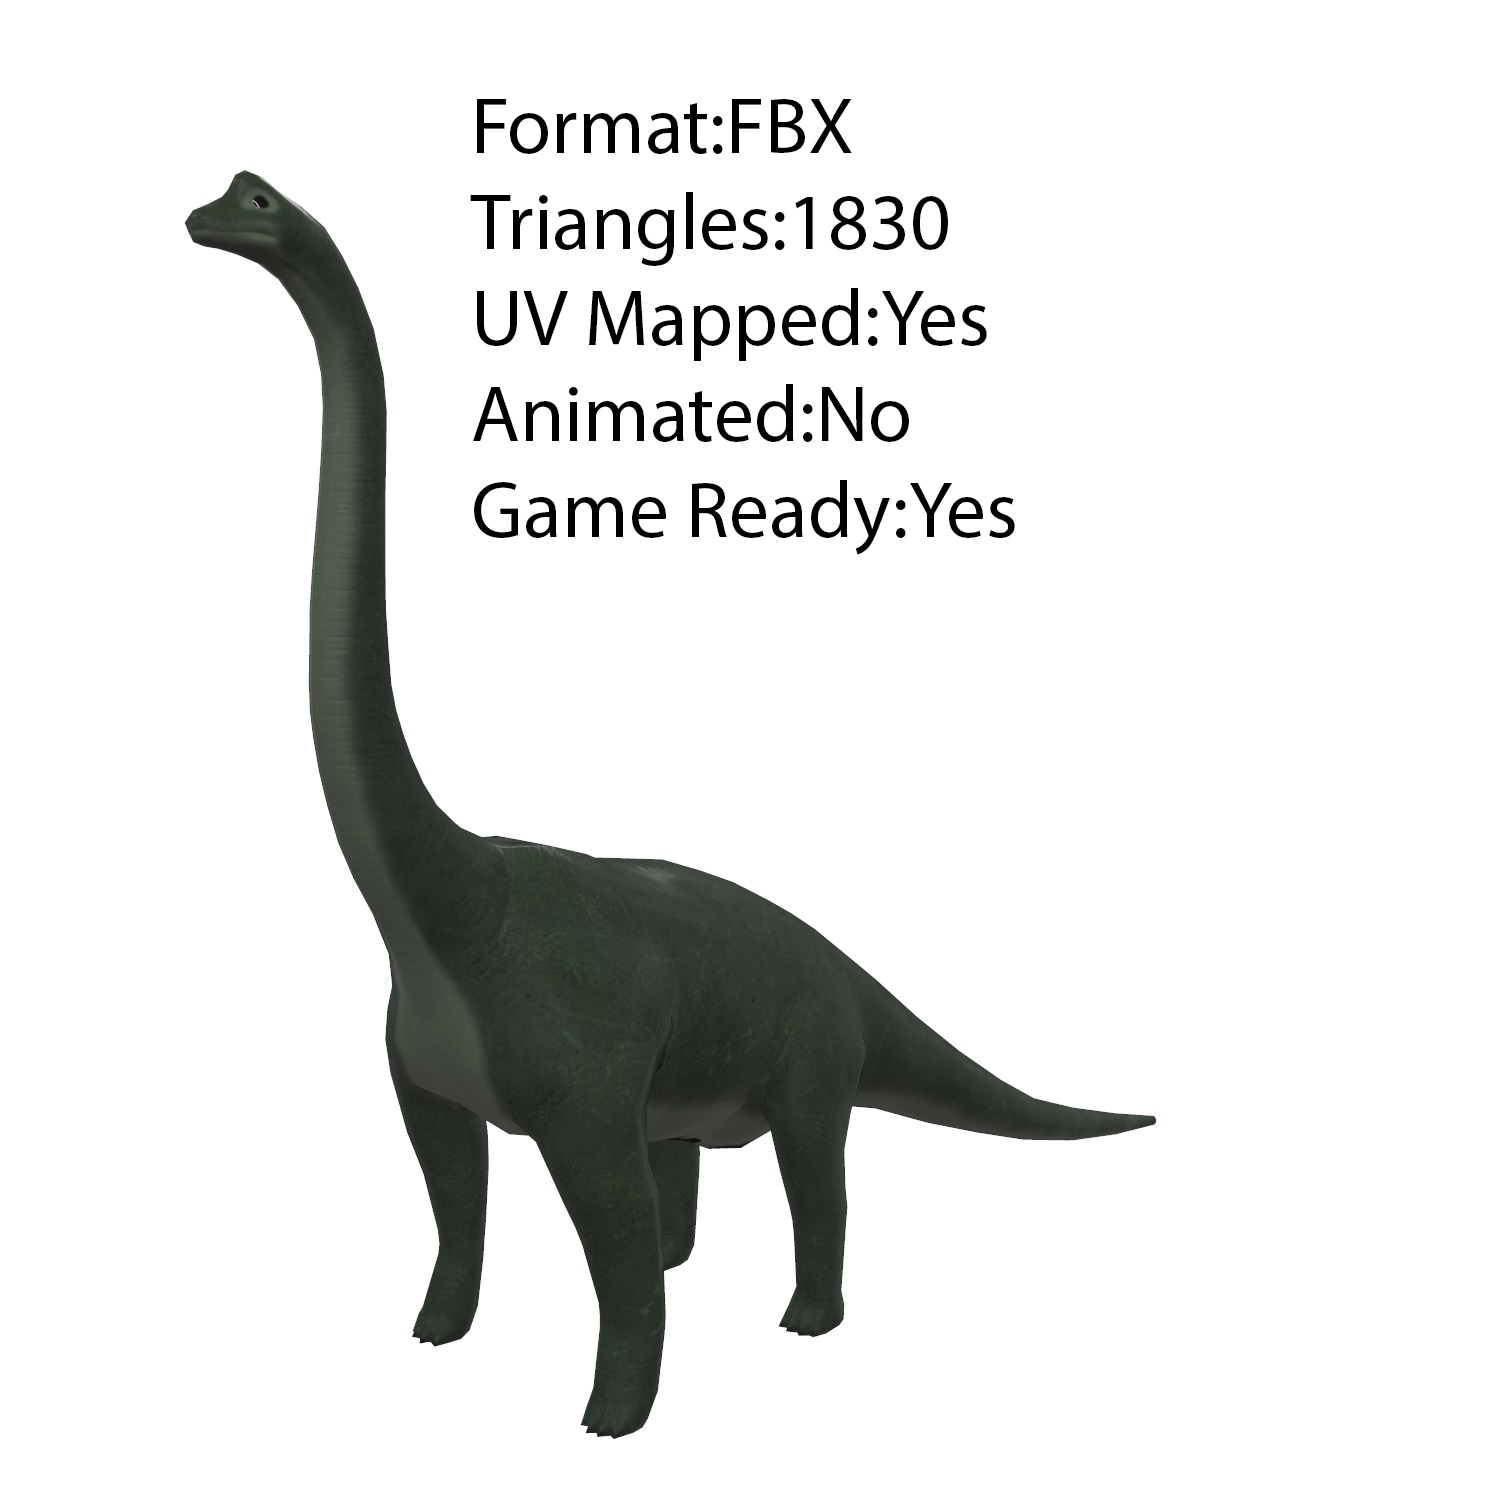 Format:FBX
Triangles:1830
UV Mapped:Yes
Animated:No
Game Ready:Yes